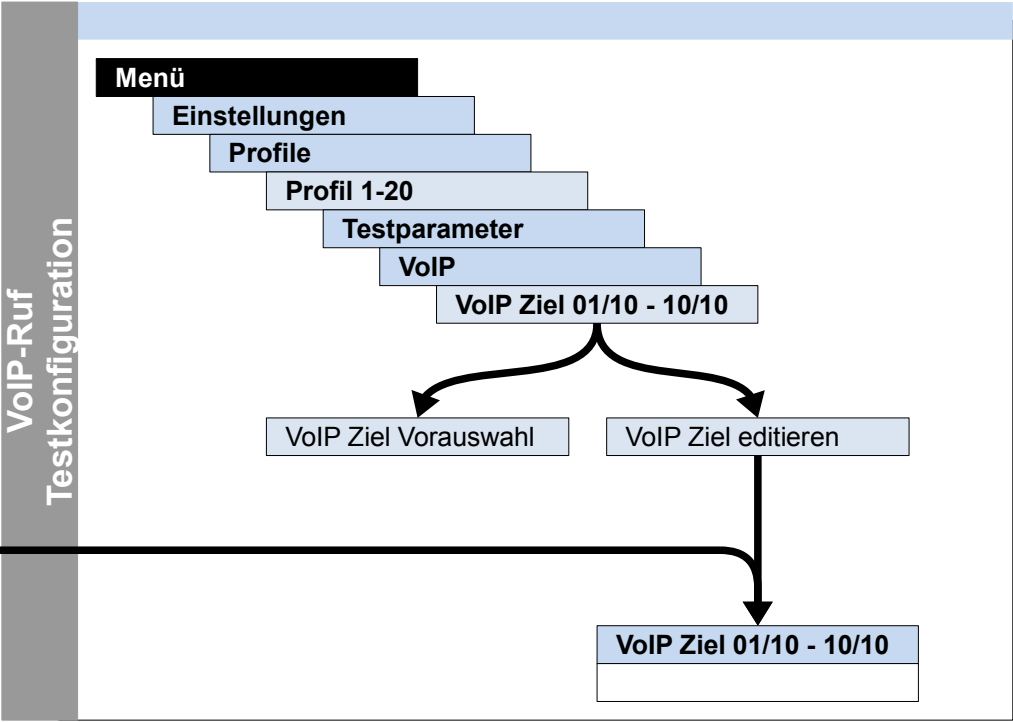 VoIP-Ruf
Testkonfiguration
Menü
Einstellungen
Profile
Profil 1-20
Testparameter
VoIP
VoIP Ziel 01/10 - 10/10
VoIP Ziel Vorauswahl
VoIP Ziel editieren
VoIP Ziel 01/10 - 10/10